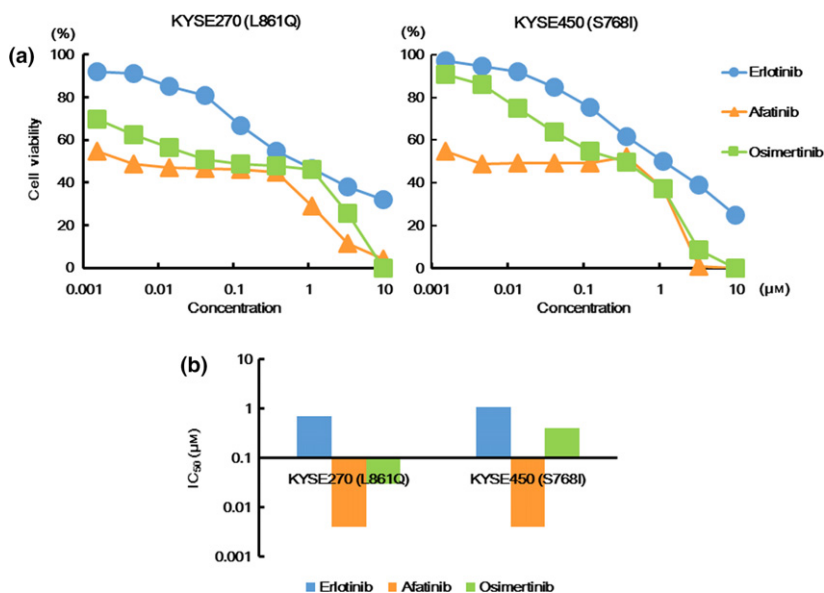 (a)
KYSE270 (L861Q)
(%)
100
80
60
40
20
0
Cell viability
0.001 0.01 0.1 1 10
Concentration
KYSE450 (S768I)
(%)
100
80
60
40
20
0
0.001 0.01 0.1 1 10 (μM)
Concentration
Erlotinib
Afatinib
Osimertinib
(b)
10
1
0.1
0.01
0.001
IC50 (μM)
KYSE270 (L861Q) KYSE450 (S768I)
Erlotinib Afatinib Osimertinib